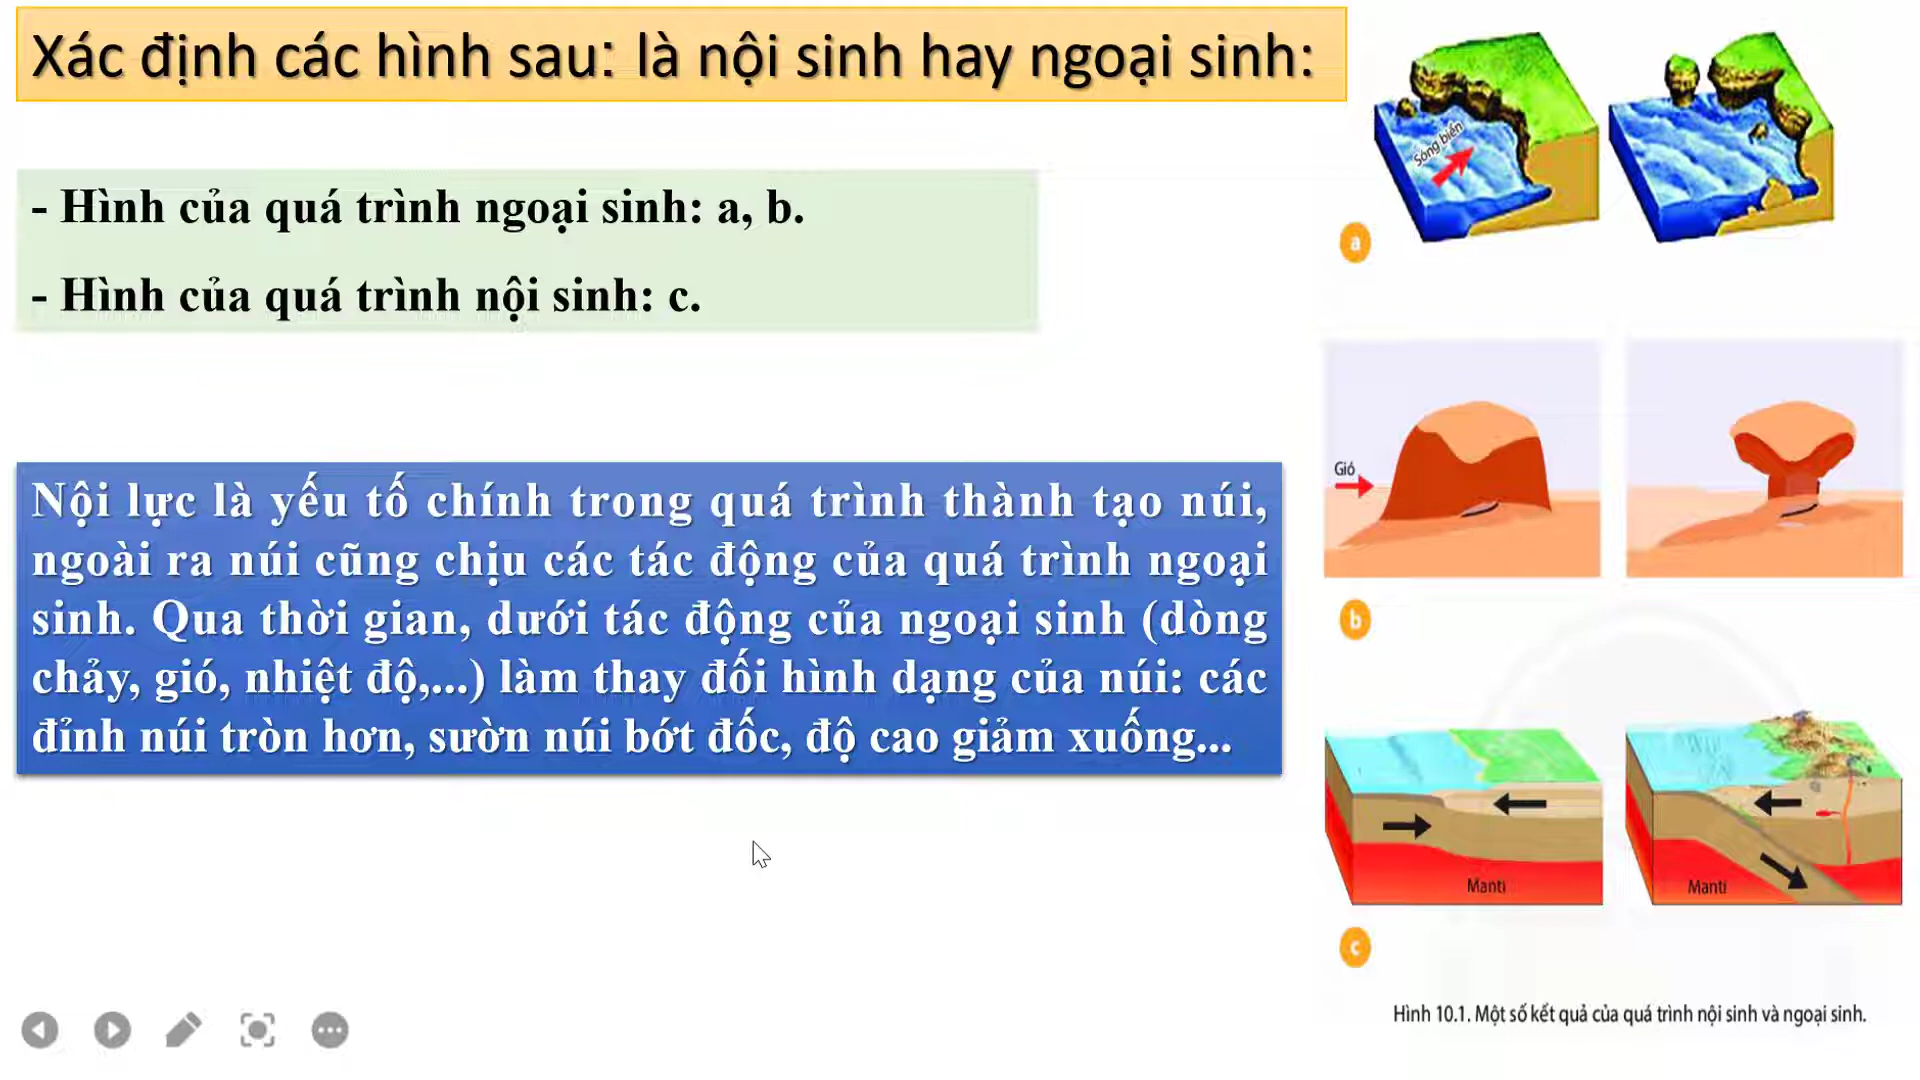 Xác định các hình sau: là nội sinh hay ngoại sinh:
- Hình của quá trình ngoại sinh: a, b.
- Hình của quá trình nội sinh: c.
Nội lực là yếu tố chính trong quá trình thành tạo núi,
ngoài ra núi cũng chịu các tác động của quá trình ngoại
sinh. Qua thời gian, dưới tác động của ngoại sinh (dòng
chảy, gió, nhiệt độ,...) làm thay đổi hình dạng của núi: các
đỉnh núi tròn hơn, sườn núi bớt đốc, độ cao giảm xuống...
Sóng biển
a
Gió
b
Manti
Manti
c
Hình 10.1. Một số kết quả của quá trình nội sinh và ngoại sinh.